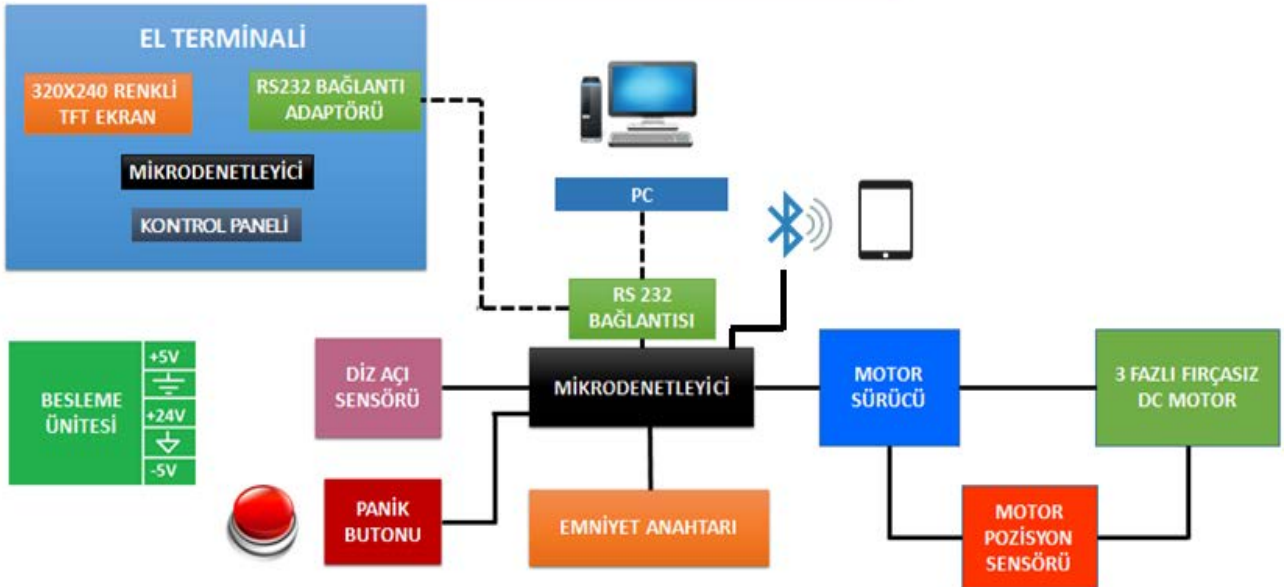 EL TERMİNALİ
320X240 RENKLİ
TFT EKRAN
RS232 BAĞLANTI
ADAPTÖRÜ
MİKRODENETLEYİCİ
KONTROL PANELİ
PC
RS 232
BAĞLANTISI
BESLEME
ÜNİTESİ
+5V
+24V
-5V
DİZ AÇI
SENSÖRÜ
MİKRODENETLEYİCİ
MOTOR
SÜRÜCÜ
3 FAZLI FIRÇASIZ
DC MOTOR
PANİK
BUTONU
EMNİYET ANAHTARI
MOTOR
POZİSYON
SENSÖRÜ